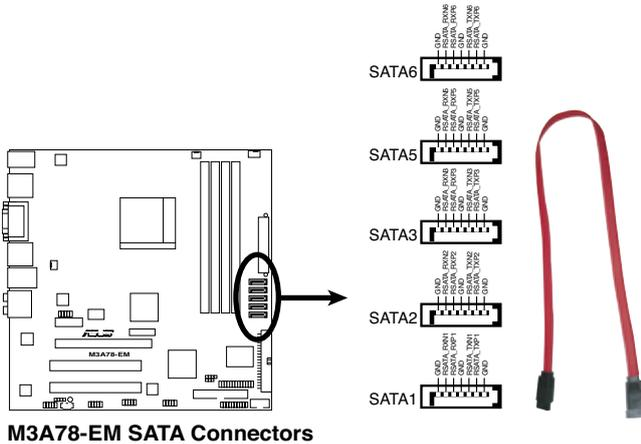 GND
RSATA_RXN6
RSATA_RXP6
GND
RSATA_TXN6
RSATA_TXP6
GND
SATA6
GND
RSATA_RXN5
RSATA_RXP5
GND
RSATA_TXN5
RSATA_TXP5
GND
SATA5
GND
RSATA_RXN3
RSATA_RXP3
GND
RSATA_TXN3
RSATA_TXP3
GND
SATA3
GND
RSATA_RXN2
RSATA_RXP2
GND
RSATA_TXN2
RSATA_TXP2
GND
SATA2
GND
RSATA_RXN1
RSATA_RXP1
GND
RSATA_TXN1
RSATA_TXP1
GND
SATA1
ASUS
M3A78-EM
M3A78-EM SATA Connectors